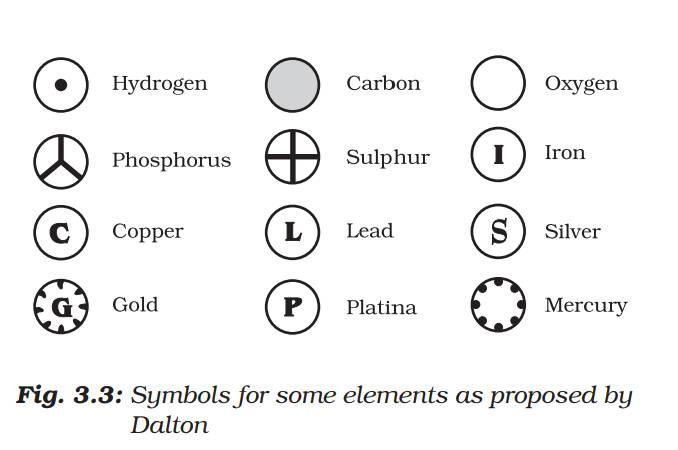 Hydrogen Carbon Oxygen
Phosphorus Sulphur I Iron
C Copper L Lead S Silver
G Gold P Platina Mercury
Fig. 3.3: Symbols for some elements as proposed by
Dalton